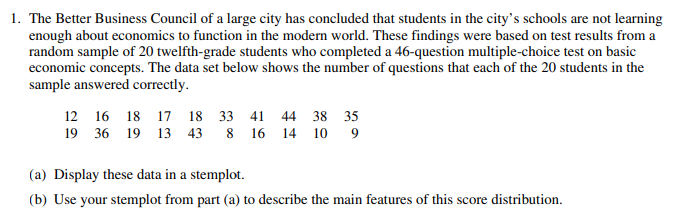 1. The Better Business Council of a large city has concluded that students in the city's schools are not learning
enough about economics to function in the modern world. These findings were based on test results from a
random sample of 20 twelfth-grade students who completed a 46-question multiple-choice test on basic
economic concepts. The data set below shows the number of questions that each of the 20 students in the
sample answered correctly.
12 16 18 17 18 33 41 44 38 35
19 36 19 13 43 8 16 14 10 9
(a) Display these data in a stemplot.
(b) Use your stemplot from part (a) to describe the main features of this score distribution.